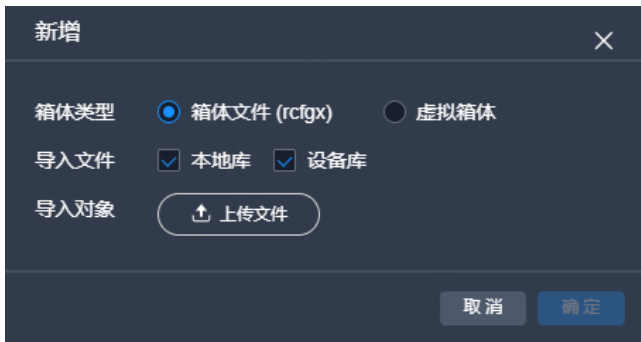 新增
箱体类型 箱体文件 (rcfgx) 虚拟箱体
导入文件 本地库 设备库
导入对象 上传文件
取消 确定